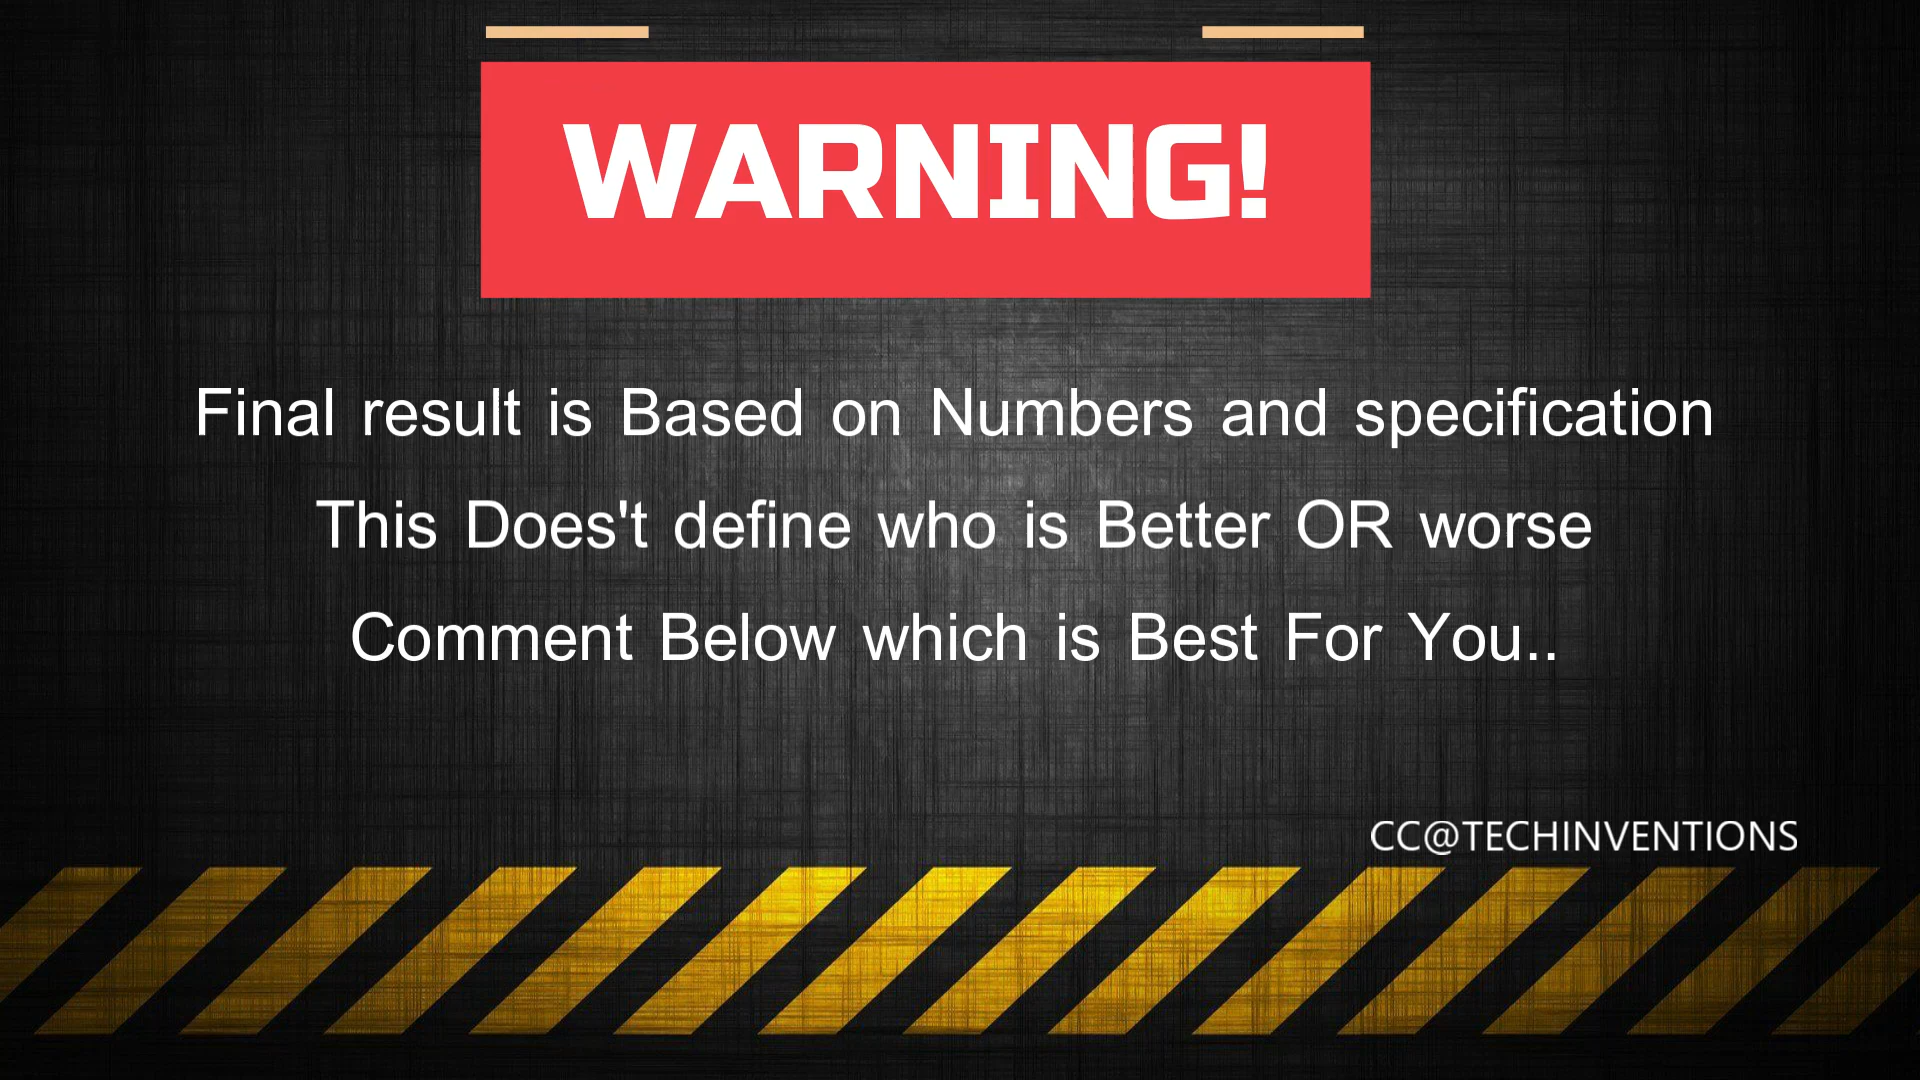 WARNING!
Final result is Based on Numbers and specification
This Does't define who is Better OR worse
Comment Below which is Best For You..
CC@TECHINVENTIONS